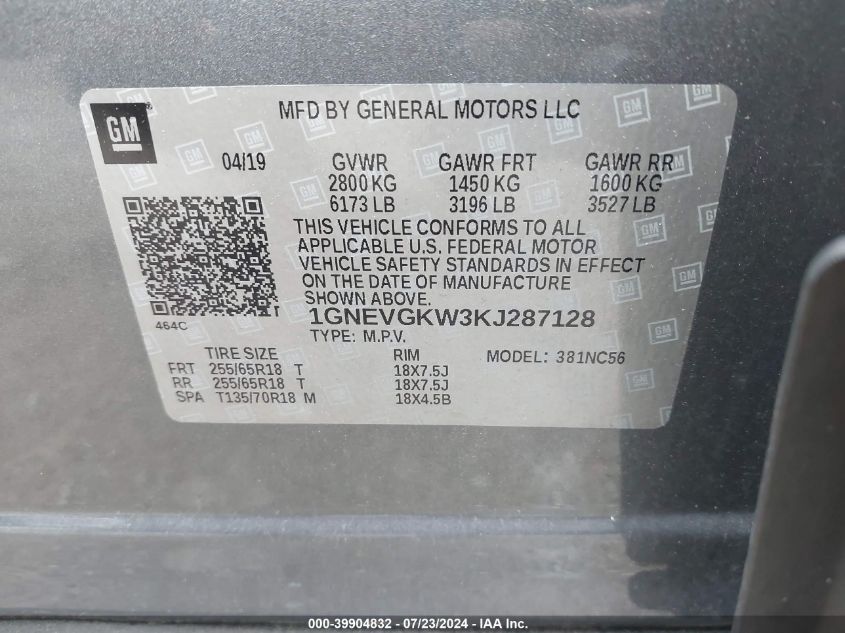 GM
MFD BY GENERAL MOTORS LLC
04/19 GVWR GAWR FRT GAWR RR
2800 KG 1450 KG 1600 KG
6173 LB 3196 LB 3527 LB
THIS VEHICLE CONFORMS TO ALL
APPLICABLE U.S. FEDERAL MOTOR
VEHICLE SAFETY STANDARDS IN EFFECT
ON THE DATE OF MANUFACTURE
SHOWN ABOVE.
464C
1GNEVGKW3KJ287128
TYPE: M.P.V.
TIRE SIZE RIM MODEL: 381NC56
FRT 255/65R18 T 18X7.5J
RR 255/65R18 T 18X7.5J
SPA T135/70R18 M 18X4.5B
000-39904832 - 07/23/2024 - IAA Inc.